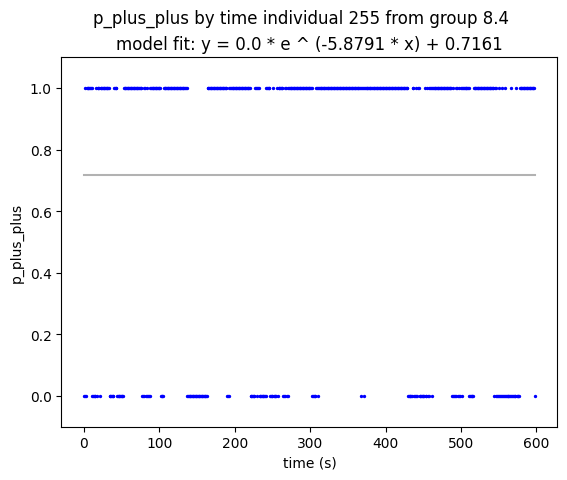 p_plus_plus by time individual 255 from group 8.4
model fit: y = 0.0 * e ^ (-5.8791 * x) + 0.7161
1.0
0.8
0.6
0.4
0.2
0.0
p_plus_plus
0 100 200 300 400 500 600
time (s)